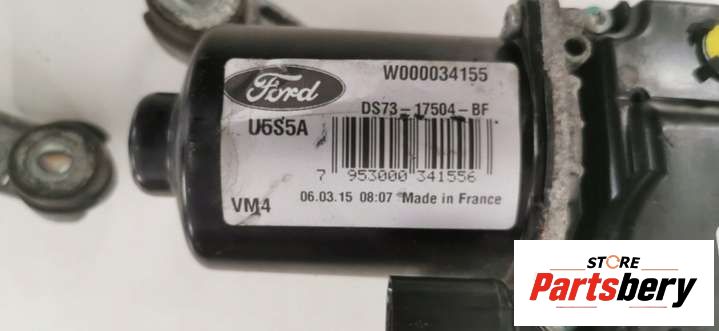 Ford
W000034155
DS73-17504-BF
U5S5A
7 953000 341556
VM4
06.03.15 08:07 Made in France
STORE
Partsbery